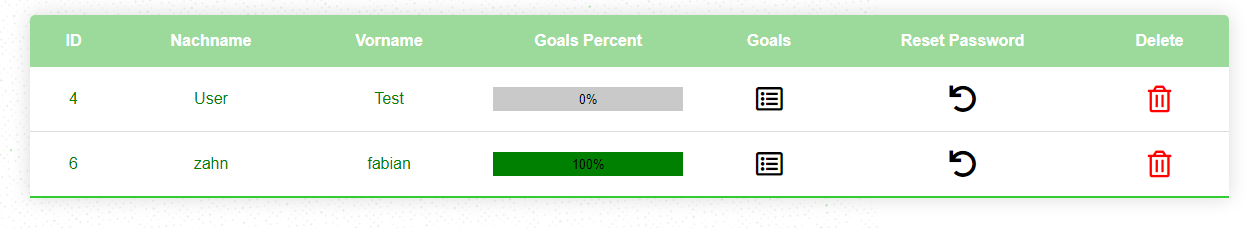 ID Nachname Vorname Goals Percent Goals Reset Password Delete
4 User Test 0%
6 zahn fabian 100%